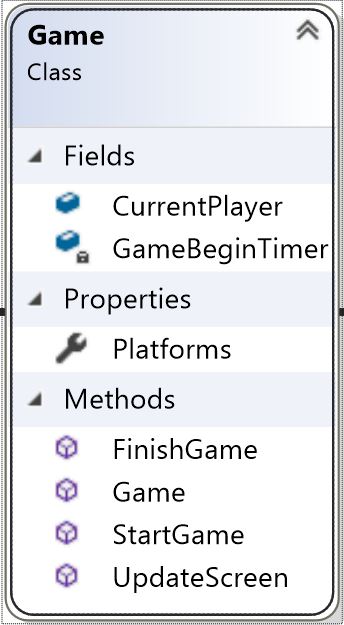 Game
Class
Fields
CurrentPlayer
GameBeginTimer
Properties
Platforms
Methods
FinishGame
Game
StartGame
UpdateScreen